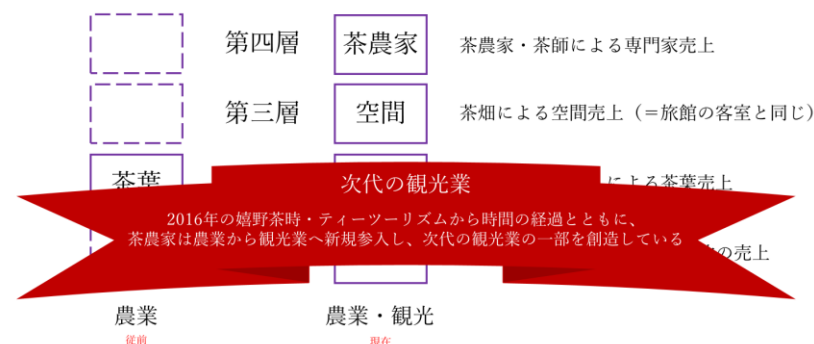 第四層 茶農家 茶農家・茶師による専門家売上
第三層 空間 茶畑による空間売上（＝旅館の客室と同じ）
茶葉 による茶葉売上
次代の観光業
2016年の嬉野茶時・ティーツーリズムから時間の経過とともに、
茶農家は農業から観光業へ新規参入し、次代の観光業の一部を創造している
の売上
農業 農業・観光
従前 現在